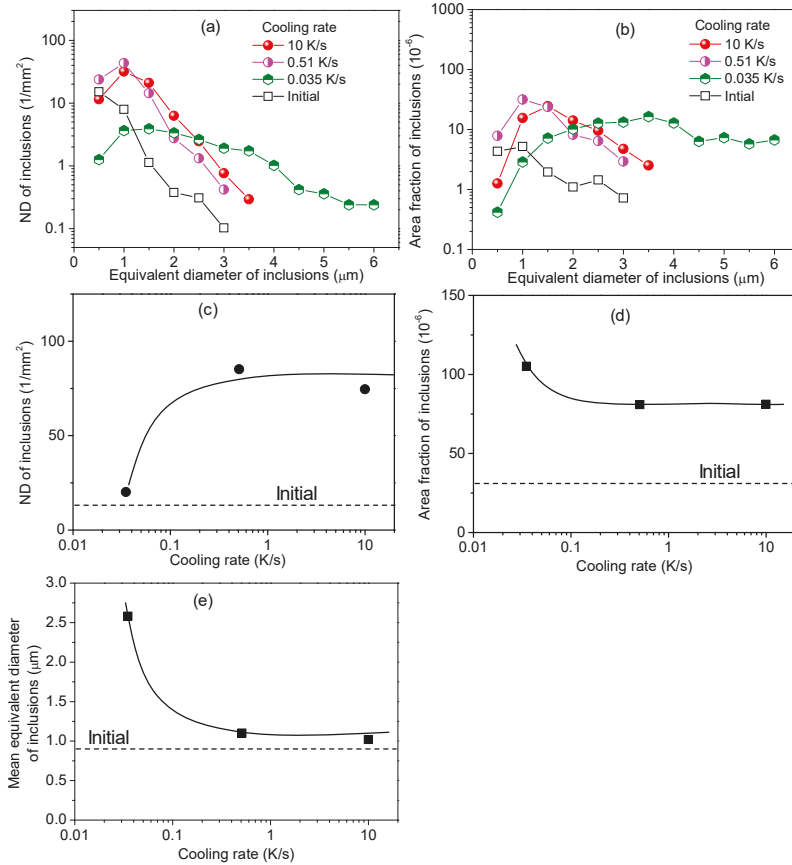 (a)
Cooling rate
10 K/s
0.51 K/s
0.035 K/s
Initial
100
10
1
0.1
ND of inclusions (1/mm²)
0 1 2 3 4 5 6
Equivalent diameter of inclusions (μm)
(b)
Cooling rate
10 K/s
0.51 K/s
0.035 K/s
Intial
1000
100
10
1
0.1
Area fraction of inclusions (10⁻⁶)
0 1 2 3 4 5 6
Equivalent diameter of inclusions (μm)
(c)
100
75
50
25
0
ND of inclusions (1/mm²)
Initial
0.01 0.1 1 10
Cooling rate (K/s)
(d)
150
100
50
0
Area fraction of inclusions (10⁻⁶)
Initial
0.01 0.1 1 10
Cooling rate (K/s)
(e)
3.0
2.5
2.0
1.5
1.0
0.5
0.0
Mean equivalent diameter
of inclusions (μm)
Initial
0.01 0.1 1 10
Cooling rate (K/s)